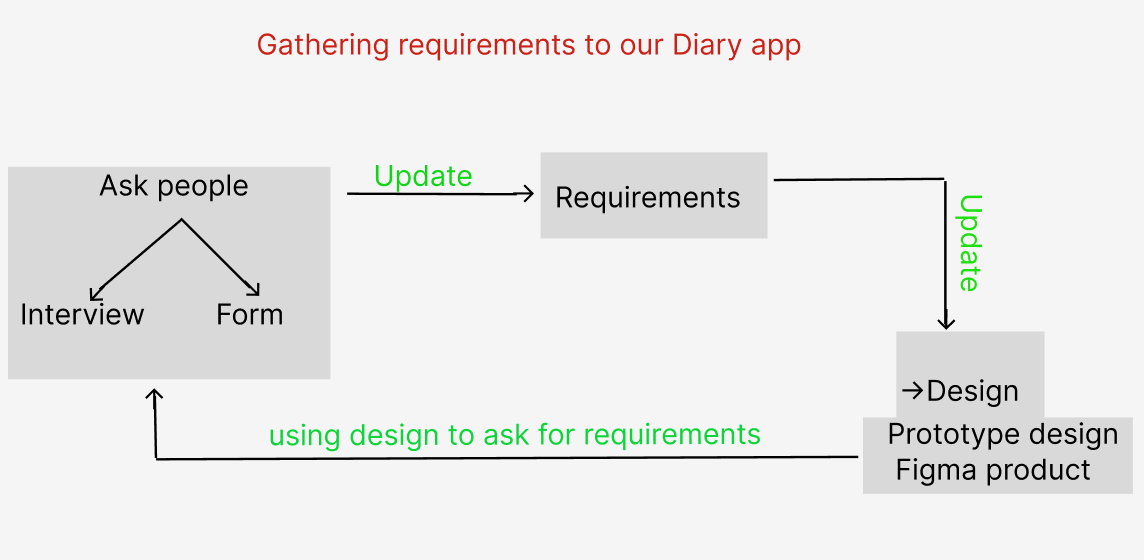 Gathering requirements to our Diary app
Ask people
Update
Requirements
Interview
Form
Update
→Design
Prototype design
Figma product
using design to ask for requirements